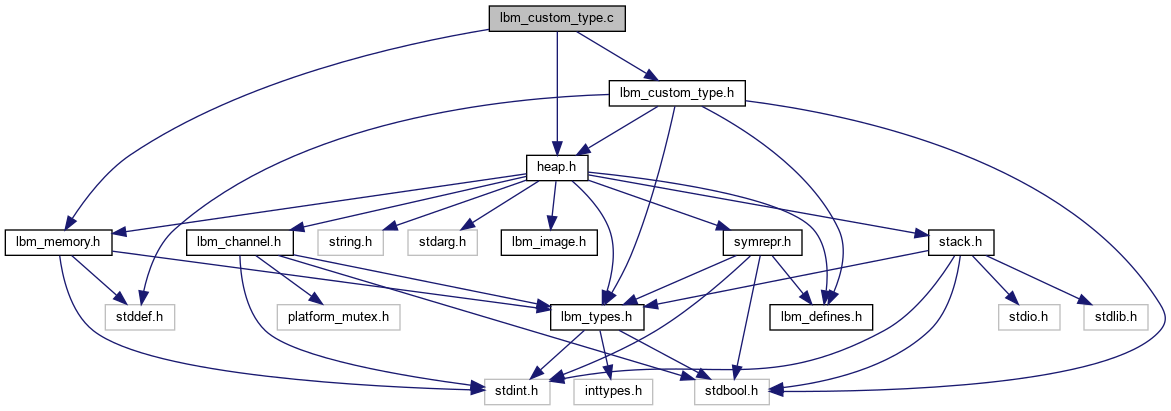 lbm_custom_type.c
lbm_custom_type.h
heap.h
lbm_memory.h
lbm_channel.h
string.h
stdarg.h
lbm_image.h
symrepr.h
stack.h
stddef.h
platform_mutex.h
lbm_types.h
lbm_defines.h
stdio.h
stdlib.h
stdint.h
inttypes.h
stdbool.h